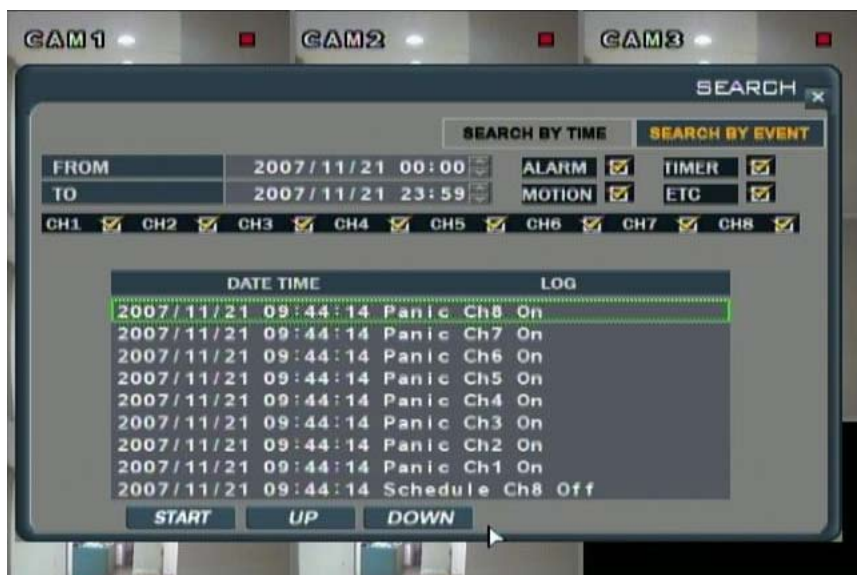 CAM1 CAM2 CAM3
SEARCH
SEARCH BY TIME SEARCH BY EVENT
FROM 2007/11/21 00:00 ALARM TIMER
TO 2007/11/21 23:59 MOTION ETC
CH1 CH2 CH3 CH4 CH5 CH6 CH7 CH8
DATE TIME LOG
2007/11/21 09:44:14 Panic Ch8 On
2007/11/21 09:44:14 Panic Ch7 On
2007/11/21 09:44:14 Panic Ch6 On
2007/11/21 09:44:14 Panic Ch5 On
2007/11/21 09:44:14 Panic Ch4 On
2007/11/21 09:44:14 Panic Ch3 On
2007/11/21 09:44:14 Panic Ch2 On
2007/11/21 09:44:14 Panic Ch1 On
2007/11/21 09:44:14 Schedule Ch8 Off
START UP DOWN